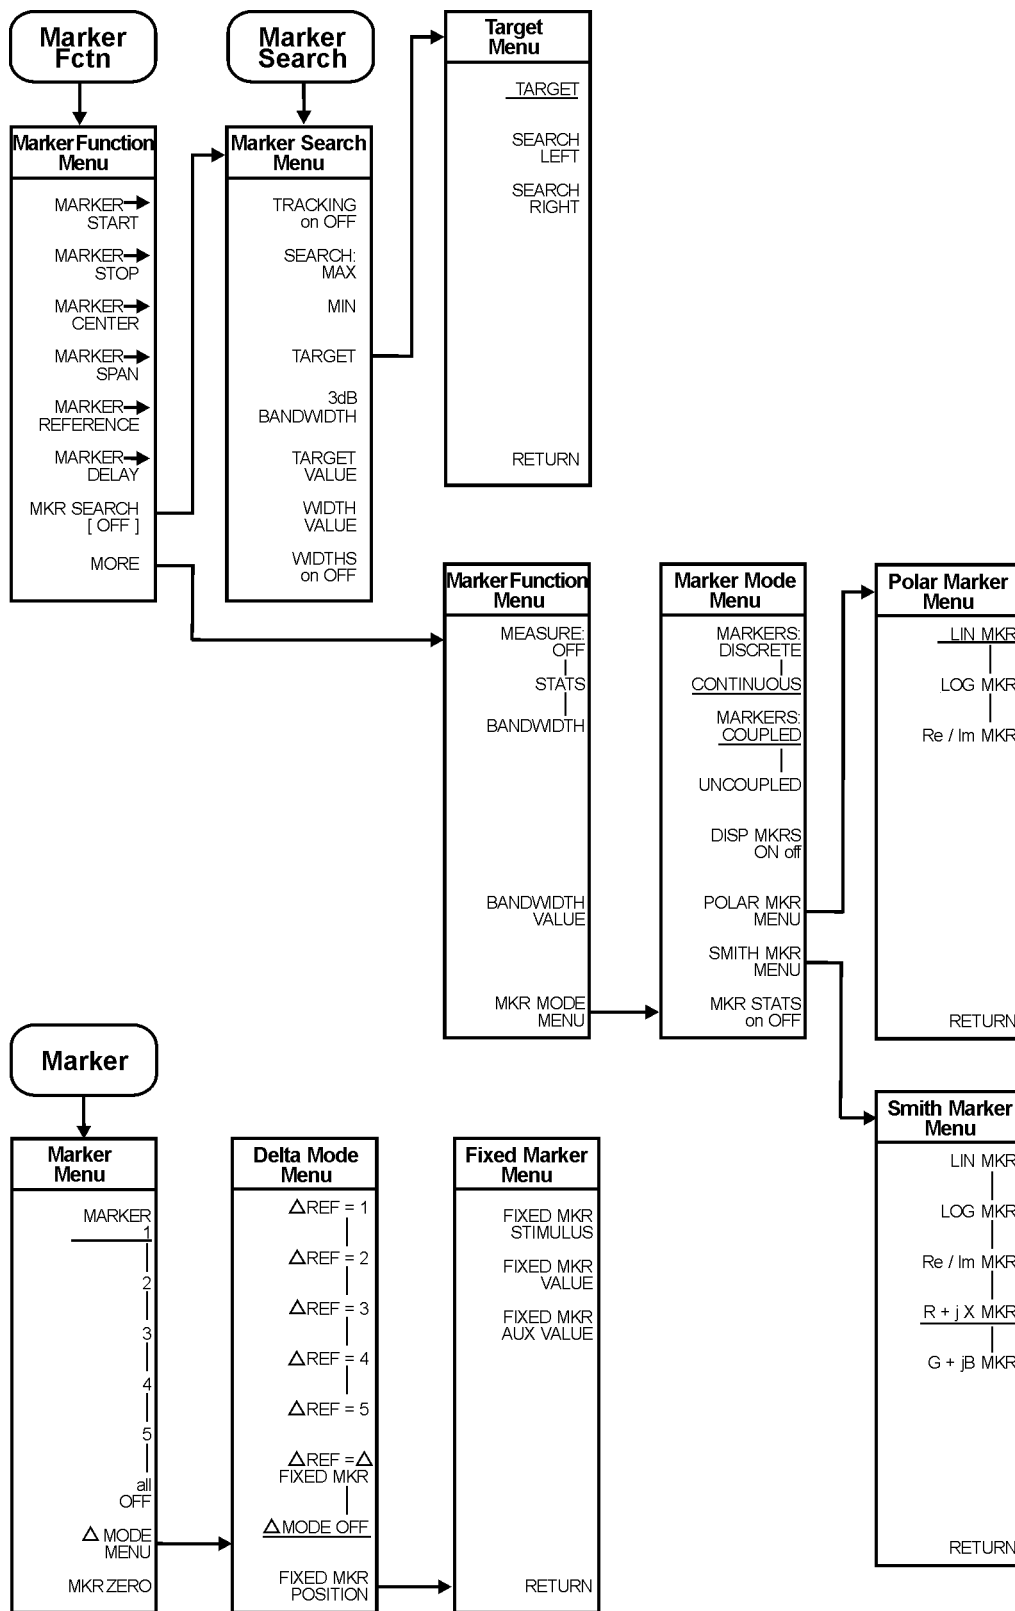 Marker
Fctn
Marker Function
Menu
MARKER→
START
MARKER→
STOP
MARKER→
CENTER
MARKER→
SPAN
MARKER→
REFERENCE
MARKER→
DELAY
MKR SEARCH
[ OFF ]
MORE
Marker
Search
Marker Search
Menu
TRACKING
on OFF
SEARCH:
MAX
MIN
TARGET
3dB
BANDWIDTH
TARGET
VALUE
WIDTH
VALUE
WIDTHS
on OFF
Target
Menu
TARGET
SEARCH
LEFT
SEARCH
RIGHT
RETURN
Marker Function
Menu
MEASURE:
OFF
STATS
BANDWIDTH
BANDWIDTH
VALUE
MKR MODE
MENU
Marker Mode
Menu
MARKERS:
DISCRETE
CONTINUOUS
MARKERS:
COUPLED
UNCOUPLED
DISP MKRS
ON off
POLAR MKR
MENU
SMITH MKR
MENU
MKR STATS
on OFF
Polar Marker
Menu
LIN MKR
LOG MKR
Re / Im MKR
RETURN
Smith Marker
Menu
LIN MKR
LOG MKR
Re / Im MKR
R + j X MKR
G + jB MKR
RETURN
Marker
Marker
Menu
MARKER
1
2
3
4
5
all
OFF
△ MODE
MENU
MKR ZERO
Delta Mode
Menu
△REF = 1
△REF = 2
△REF = 3
△REF = 4
△REF = 5
△REF = △
FIXED MKR
△MODE OFF
FIXED MKR
POSITION
Fixed Marker
Menu
FIXED MKR
STIMULUS
FIXED MKR
VALUE
FIXED MKR
AUX VALUE
RETURN